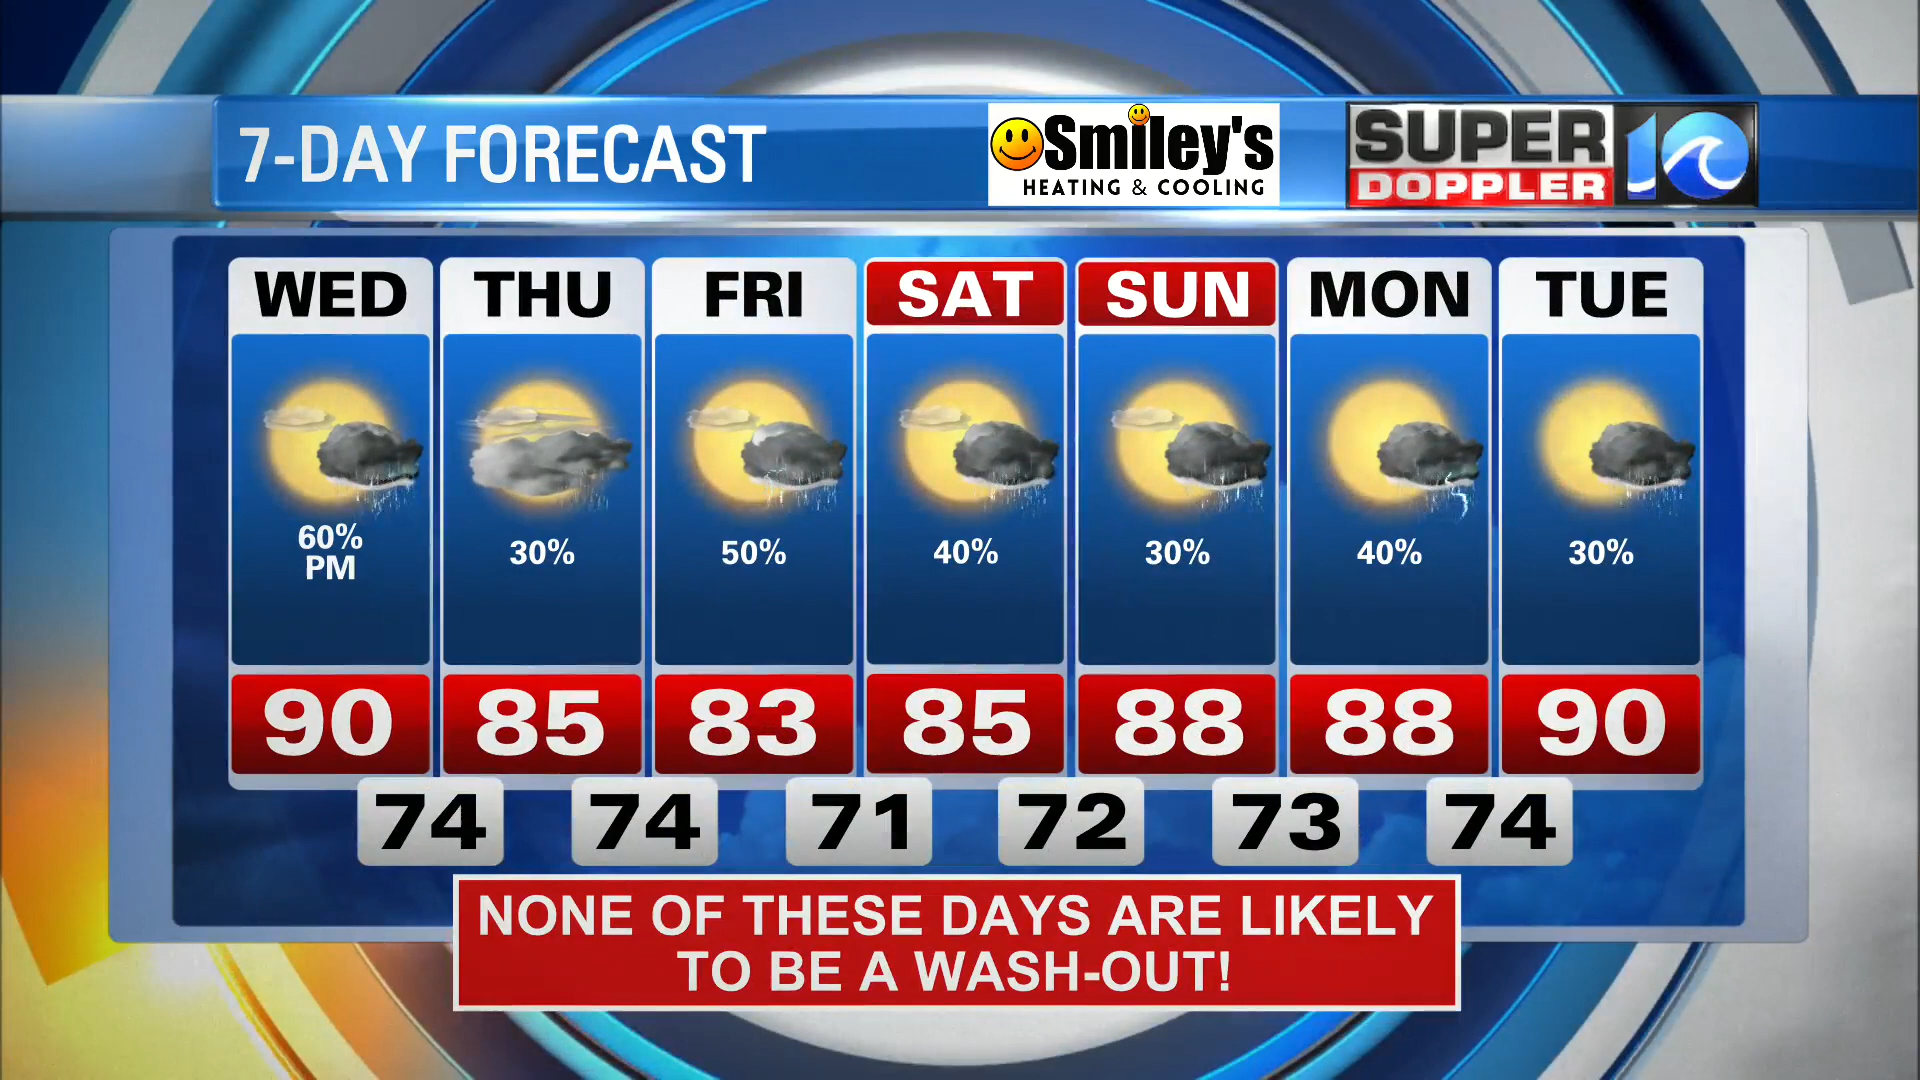 7-DAY FORECAST
Smiley's
HEATING & COOLING
SUPER
DOPPLER
10
WED THU FRI SAT SUN MON TUE
60%
PM
30% 50% 40% 30% 40% 30%
90 85 83 85 88 88 90
74 74 71 72 73 74
NONE OF THESE DAYS ARE LIKELY
TO BE A WASH-OUT!